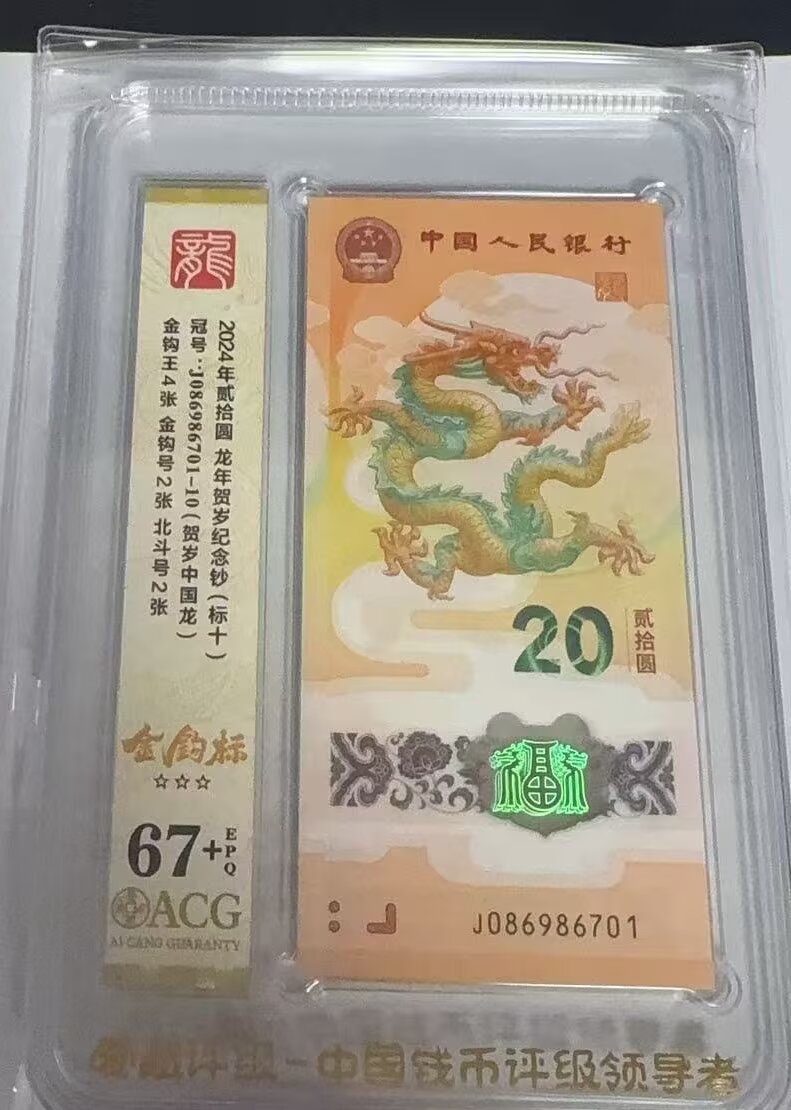 龍
2024年贰拾圆 龙年贺岁纪念钞(标十)
冠号:J086986701-10(贺岁中国龙)
金钩王4张 金钩号2张 北斗号2张
金钩标
☆☆☆
67+EPQ
ACG
AI CANG GUARANTY
中国人民银行
20
贰拾圆
福
J086986701
评级-中国钱币评级领导者